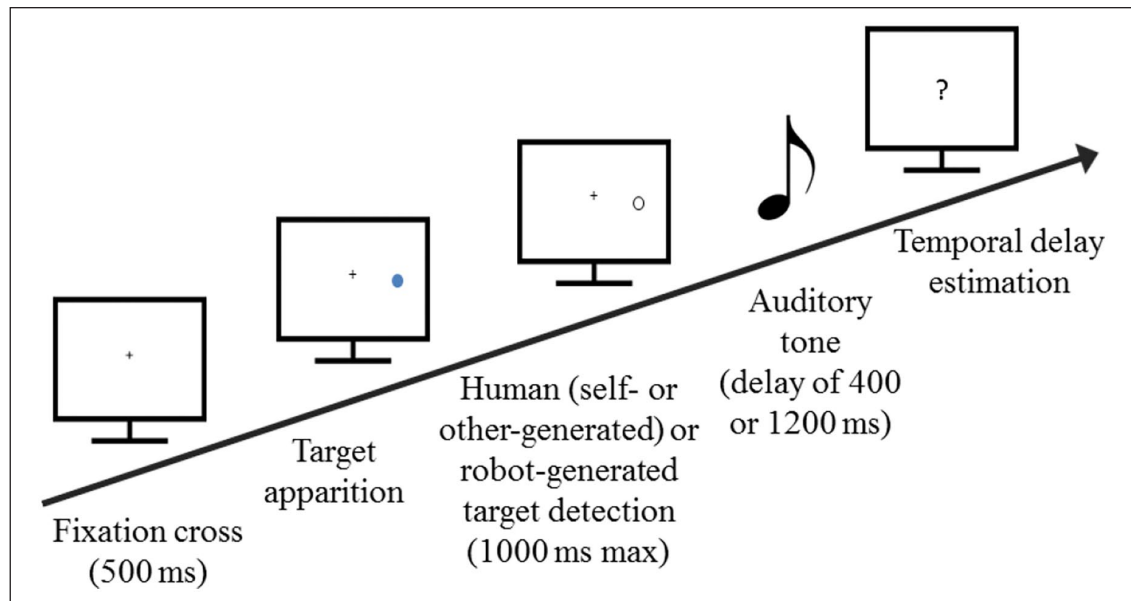 Fixation cross
(500 ms)
Target
apparition
Human (self- or
other-generated) or
robot-generated
target detection
(1000 ms max)
Auditory
tone
(delay of 400
or 1200 ms)
?
Temporal delay
estimation